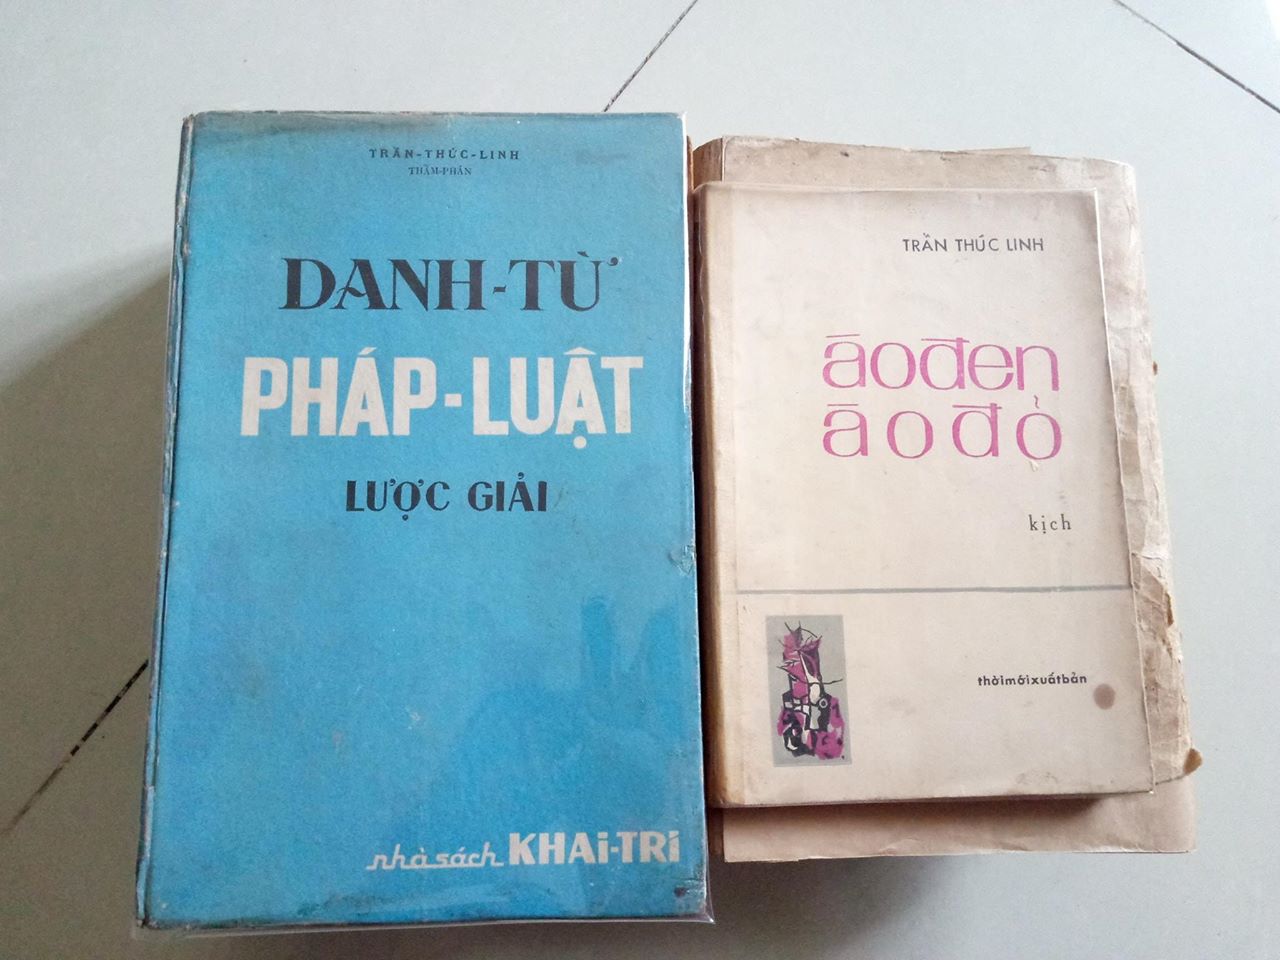 TRẦN-THÚC-LINH
THẨM-PHÁN
DANH-TỪ
PHÁP-LUẬT
LƯỢC GIẢI
nhà sách KHAI-TRÍ
TRẦN THÚC LINH
áo đen
áo đỏ
kịch
thời mới xuất bản